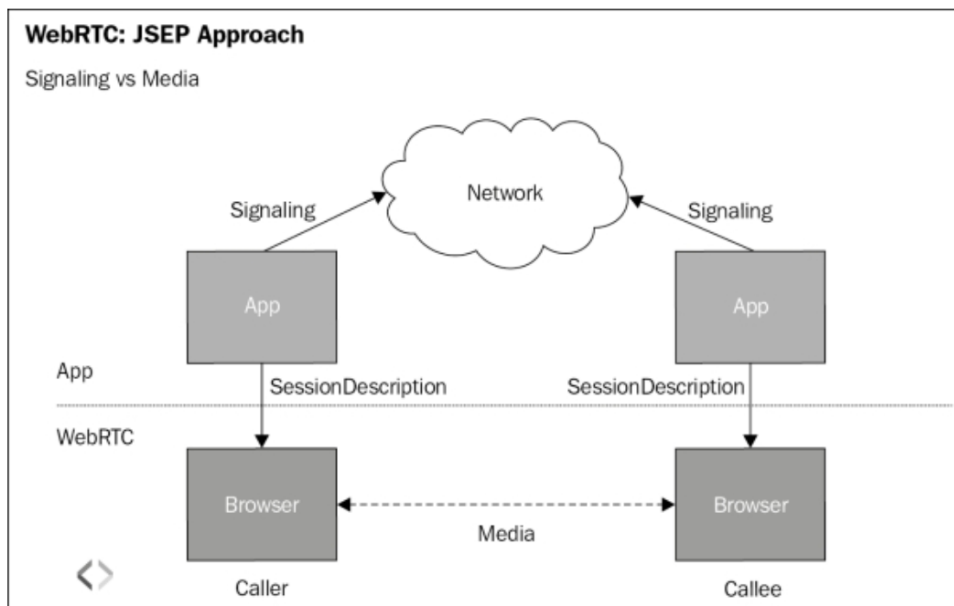 WebRTC: JSEP Approach
Signaling vs Media
Network
Signaling
Signaling
App
App
App
SessionDescription
SessionDescription
WebRTC
Browser
Browser
Media
Caller
Callee